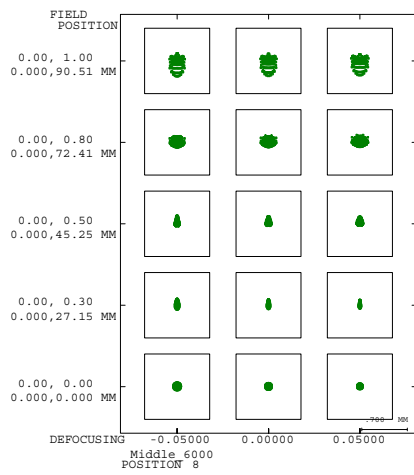 FIELD
POSITION
0.00, 1.00
0.000,90.51 MM
0.00, 0.80
0.000,72.41 MM
0.00, 0.50
0.000,45.25 MM
0.00, 0.30
0.000,27.15 MM
0.00, 0.00
0.000,0.000 MM
.700 MM
DEFOCUSING -0.05000 0.00000 0.05000
Middle_6000
POSITION 8